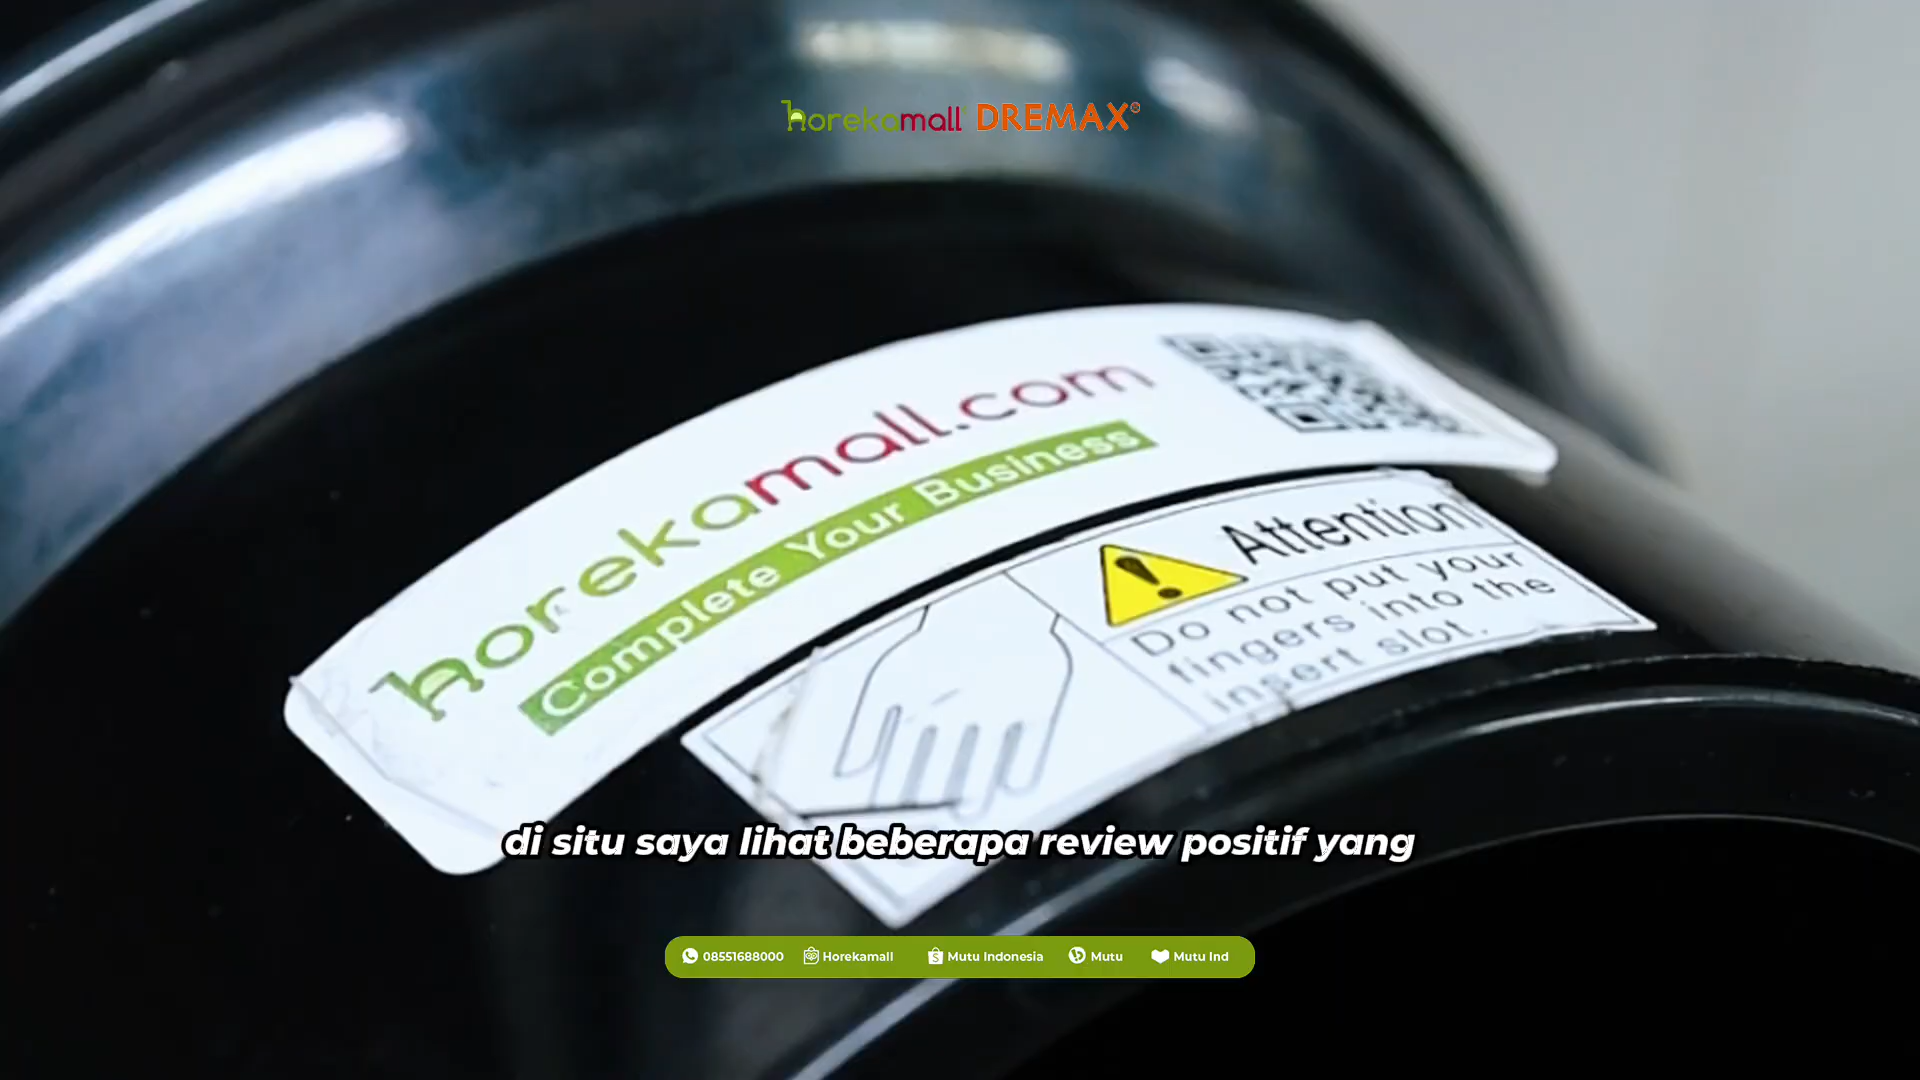 horekamall DREMAX®
horekamall.com
Complete Your Business
Attention
Do not put your
fingers into the
insert slot.
di situ saya lihat beberapa review positif yang
08551688000 Horekamall Mutu Indonesia Mutu Mutu Ind